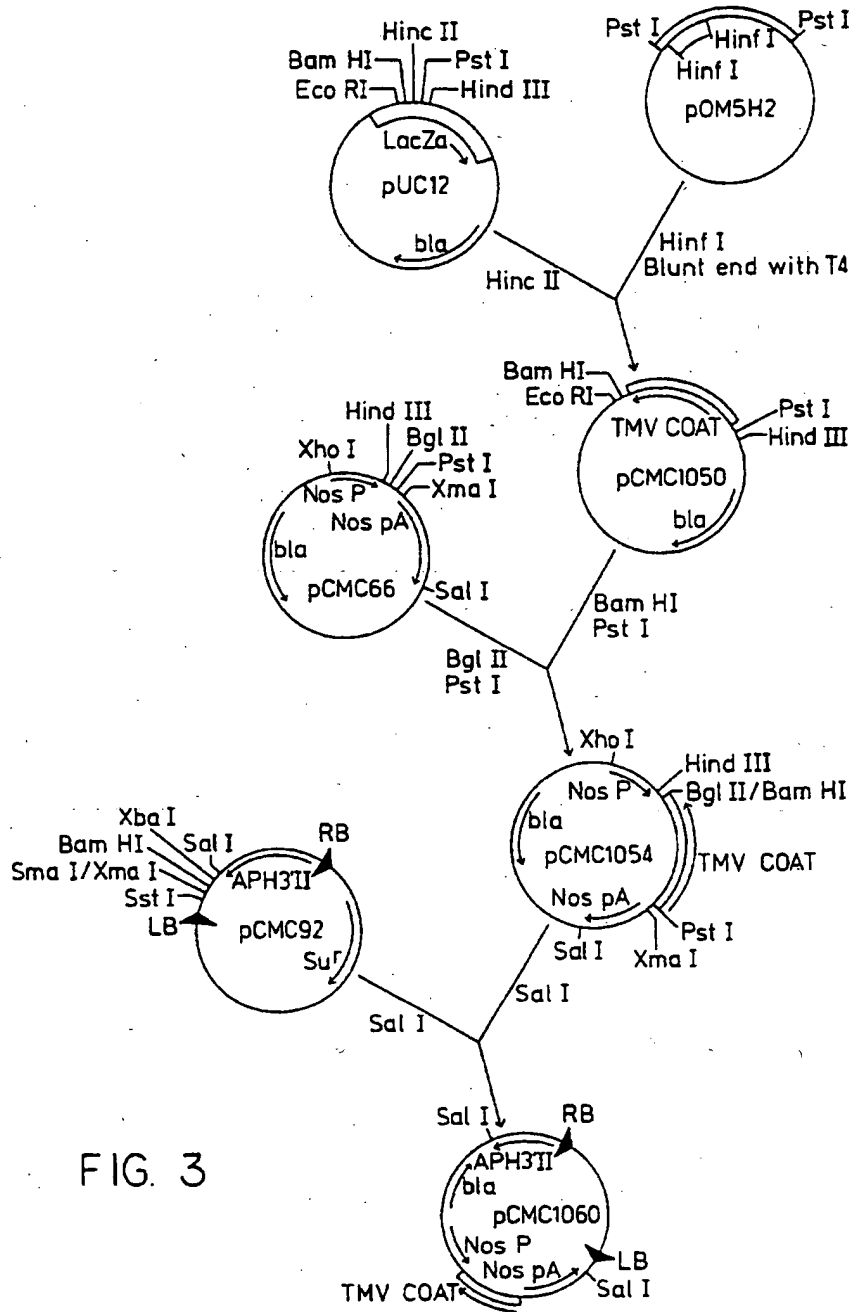 Hinc II
Bam HI
Pst I
Eco RI
Hind III
LacZa
pUC12
bla
Pst I
Pst I
Hinf I
Hinf I
pOM5H2
Hinc II
Hinf I
Blunt end with T4
Bam HI
Eco RI
Pst I
Hind III
TMV COAT
pCMC1050
bla
Hind III
Xho I
Bgl II
Pst I
Xma I
Nos P
Nos pA
bla
pCMC66
Sal I
Bam HI
Pst I
Bgl II
Pst I
Xho I
Hind III
Bgl II/Bam HI
Nos P
bla
pCMC1054
TMV COAT
Nos pA
Pst I
Sal I
Xma I
Xba I
Sal I
RB
Bam HI
Sma I/Xma I
APH3'II
Sst I
LB
pCMC92
Sur
Sal I
Sal I
Sal I
RB
APH3'II
bla
pCMC1060
Nos P
LB
Nos pA
Sal I
TMV COAT
FIG. 3